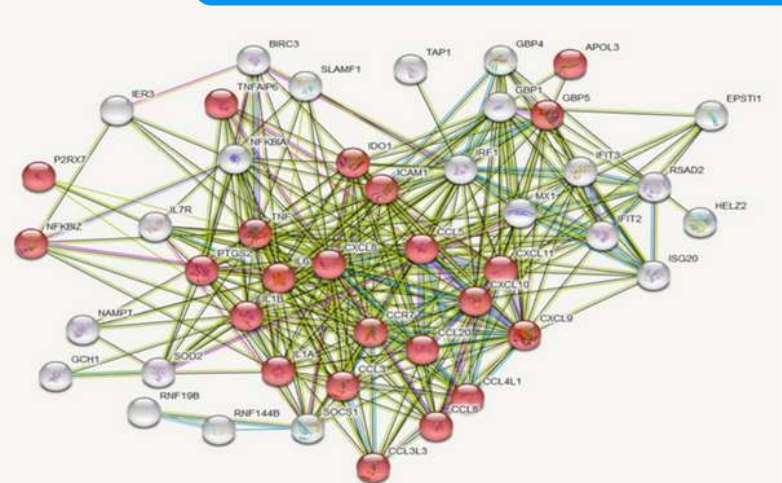 BIRC3
TAP1
GBP4
APOL3
SLAMF1
IER3
TNFAIP6
GBP1
GBP5
EPSTI1
NFKBIA
IDO1
IRF1
IFIT3
P2RX7
ICAM1
RSAD2
MX1
HELZ2
IL7R
TNF
IFIT2
NFKBIZ
CXCL8
CCL5
PTGS2
IL6
CXCL11
ISG20
CXCL10
IL1B
NAMPT
CCR7
CXCL9
CCL20
GCH1
SOD2
IL1A
CCL3
CCL4L1
RNF19B
RNF144B
SOCS1
CCL8
CCL3L3